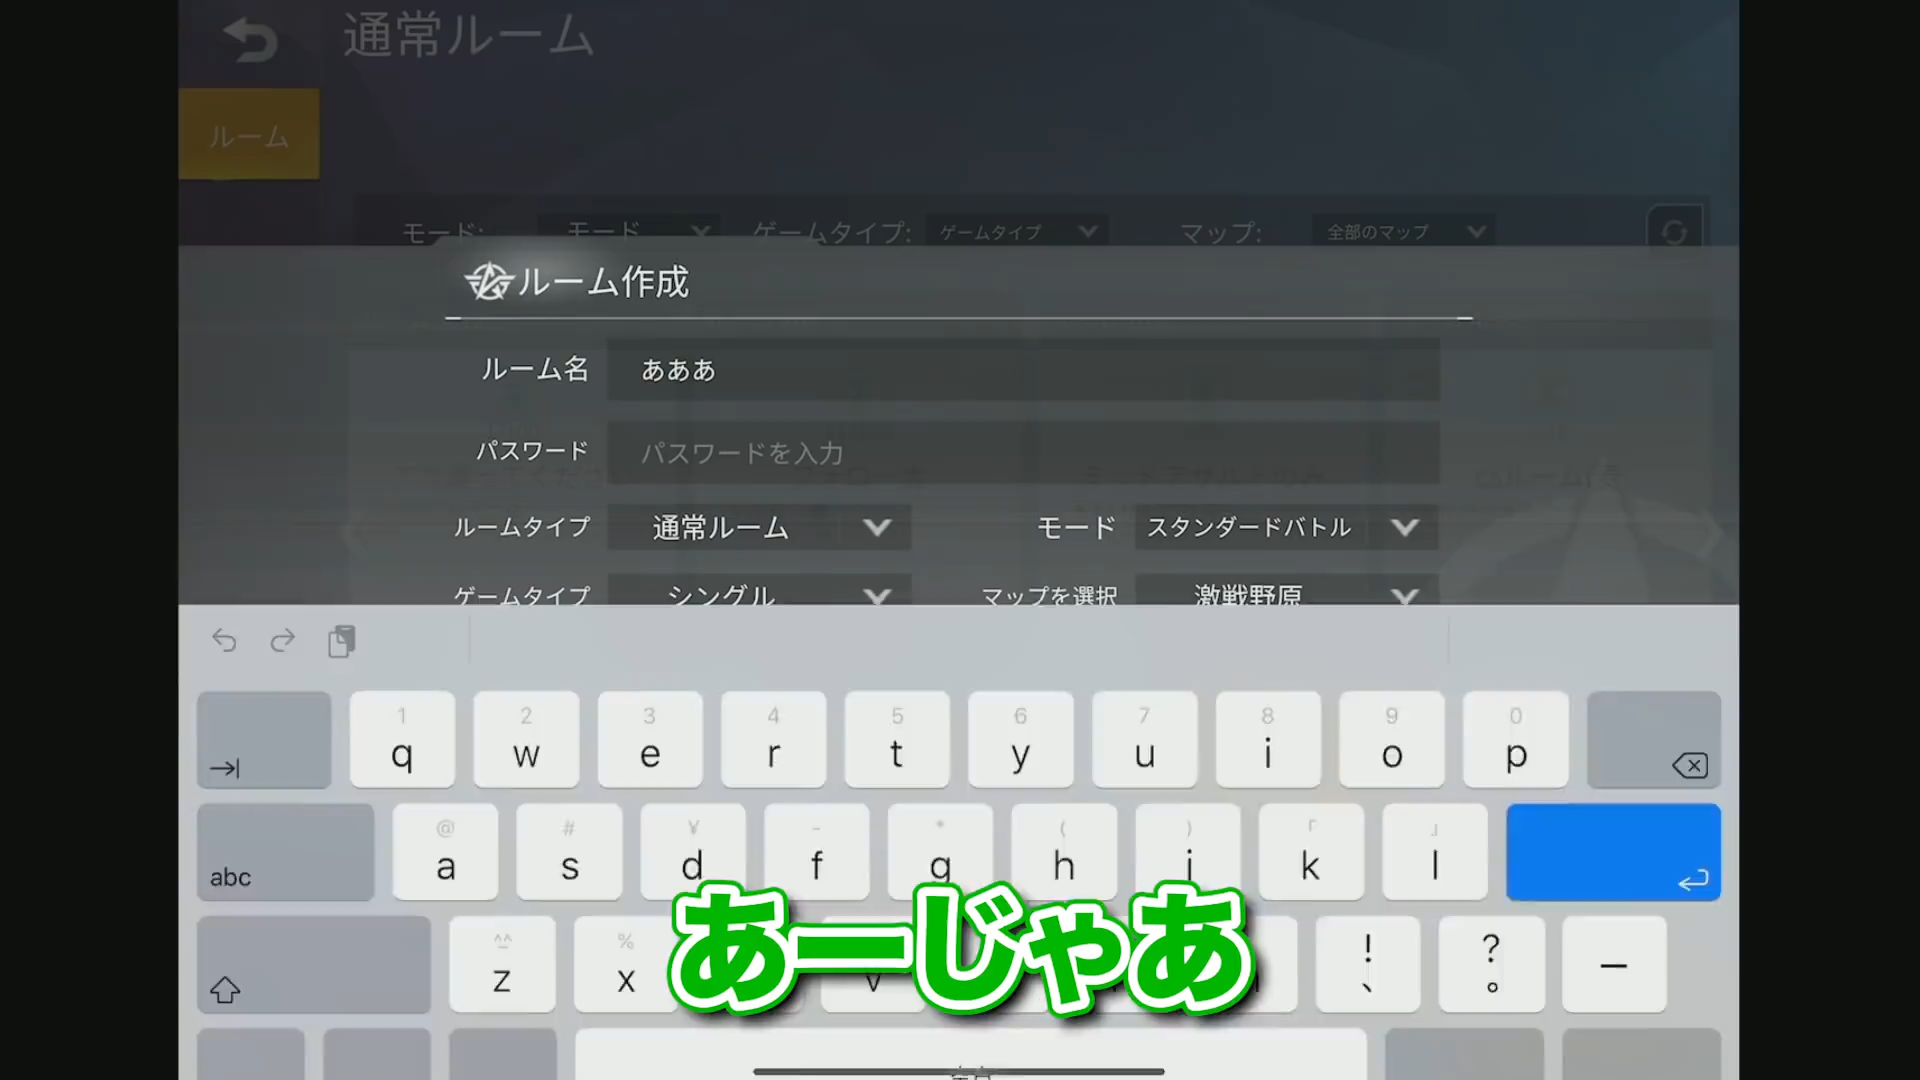 通常ルーム
ルーム
モード: モード ゲームタイプ: ゲームタイプ マップ: 全部のマップ
ルーム作成
ルーム名 あああ
パスワード パスワードを入力
ルームタイプ 通常ルーム モード スタンダードバトル
ゲームタイプ シングル マップを選択 激戦野原
1 2 3 4 5 6 7 8 9 0
q w e r t y u i o p
@ # ¥ - * ( ) 「 」
abc a s d f g h j k l
^^ % ! ?
z x v 、 。 ー
あーじゃあ